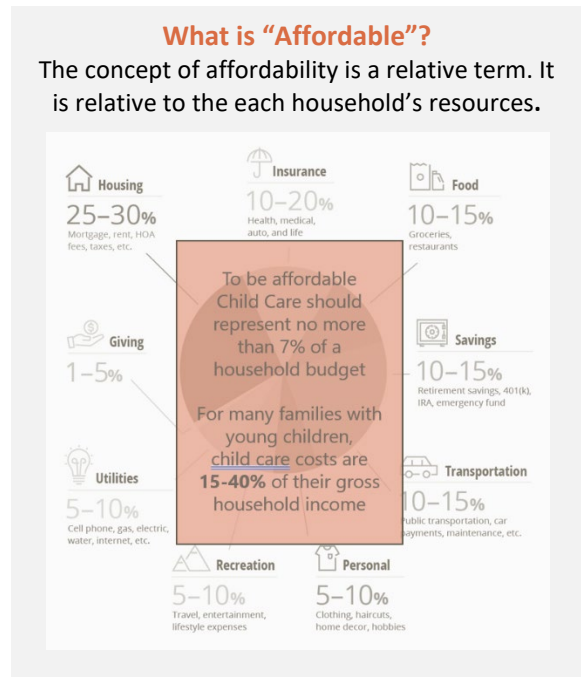 What is “Affordable”?
The concept of affordability is a relative term. It
is relative to the each household’s resources.
Housing
25–30%
Mortgage, rent, HOA
fees, taxes, etc.
Insurance
10–20%
Health, medical,
auto, and life
Food
10–15%
Groceries,
restaurants
To be affordable
Child Care should
represent no more
than 7% of a
household budget
For many families with
young children,
child care costs are
15-40% of their gross
household income
Giving
1–5%
Savings
10–15%
Retirement savings, 401(k),
IRA, emergency fund
Utilities
5–10%
Cell phone, gas, electric,
water, internet, etc.
Transportation
10–15%
Public transportation, car
payments, maintenance, etc.
Recreation
5–10%
Travel, entertainment,
lifestyle expenses
Personal
5–10%
Clothing, haircuts,
home decor, hobbies